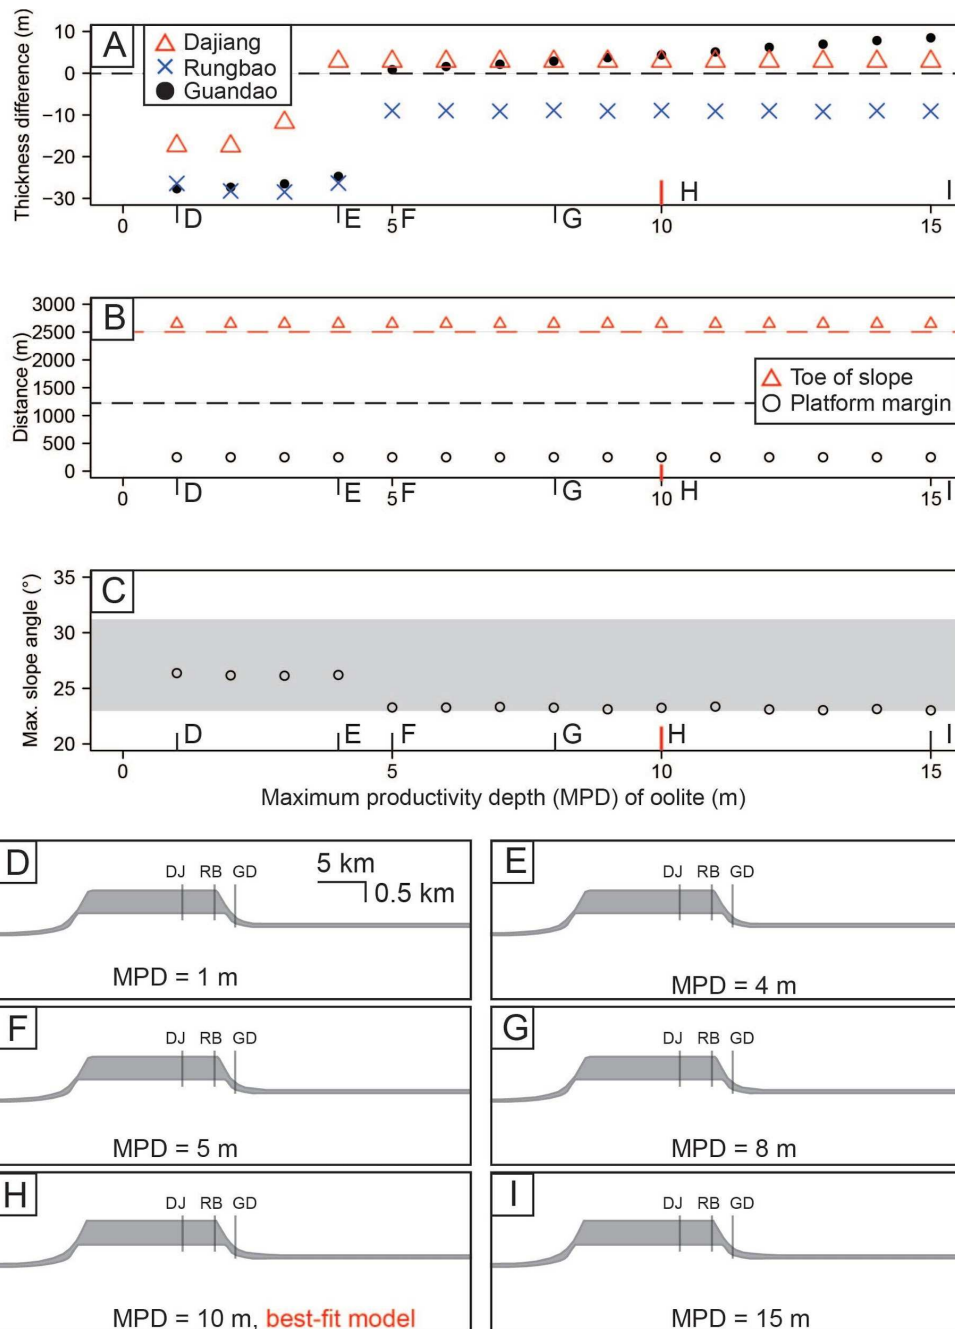 A
Dajiang
Rungbao
Guandao
Thickness difference (m)
10
0
−10
−20
−30
D
E
F
G
H
I
0
5
10
15
B
Distance (m)
3000
2500
2000
1500
1000
500
0
Toe of slope
Platform margin
D
E
F
G
H
I
0
5
10
15
C
Max. slope angle (°)
35
30
25
20
D
E
F
G
H
I
0
5
10
15
Maximum productivity depth (MPD) of oolite (m)
D
DJ RB GD
5 km
0.5 km
MPD = 1 m
E
DJ RB GD
MPD = 4 m
F
DJ RB GD
MPD = 5 m
G
DJ RB GD
MPD = 8 m
H
DJ RB GD
MPD = 10 m, best-fit model
I
DJ RB GD
MPD = 15 m